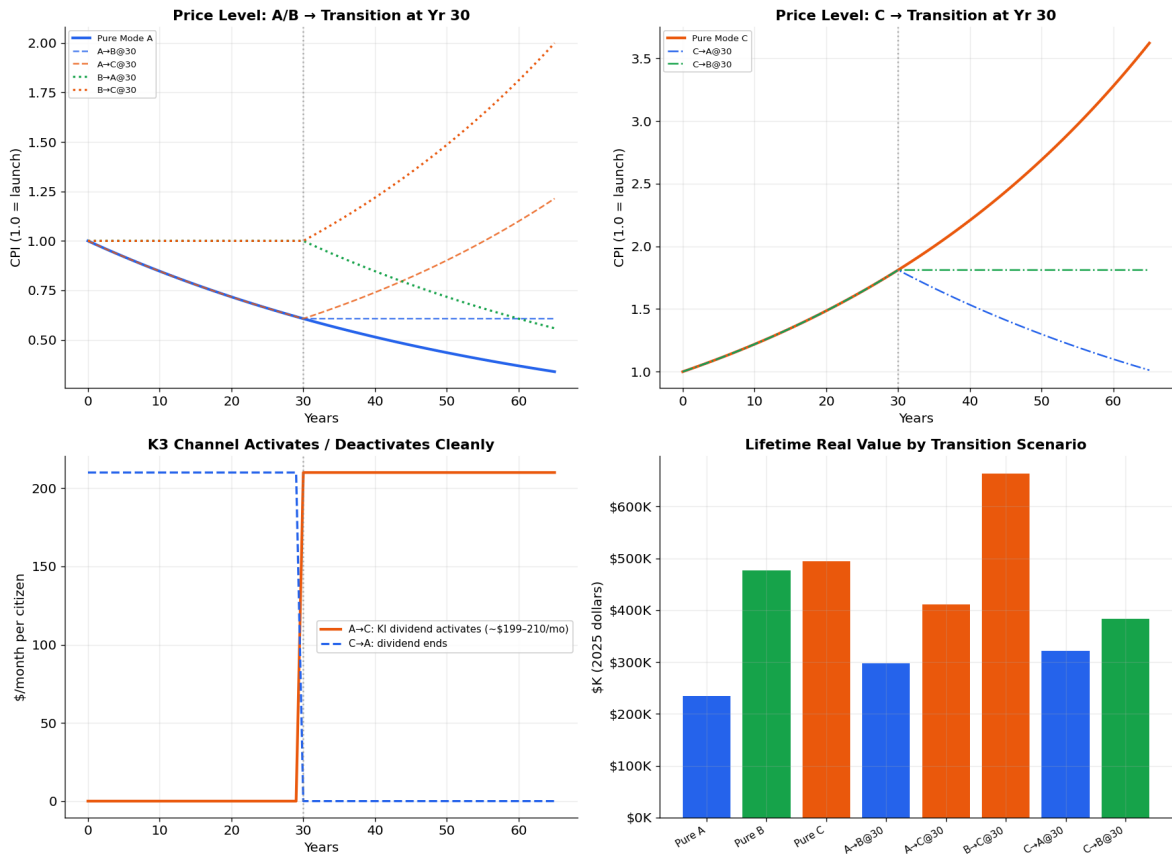 Price Level: A/B → Transition at Yr 30
CPI (1.0 = launch)
2.00
1.75
1.50
1.25
1.00
0.75
0.50
Pure Mode A
A→B@30
A→C@30
B→A@30
B→C@30
0
10
20
30
40
50
60
Years
Price Level: C → Transition at Yr 30
CPI (1.0 = launch)
3.5
3.0
2.5
2.0
1.5
1.0
Pure Mode C
C→A@30
C→B@30
0
10
20
30
40
50
60
Years
K3 Channel Activates / Deactivates Cleanly
$/month per citizen
200
150
100
50
0
A→C: KI dividend activates (~$199–210/mo)
C→A: dividend ends
0
10
20
30
40
50
60
Years
Lifetime Real Value by Transition Scenario
$K (2025 dollars)
$600K
$500K
$400K
$300K
$200K
$100K
$0K
Pure A
Pure B
Pure C
A→B@30
A→C@30
B→C@30
C→A@30
C→B@30